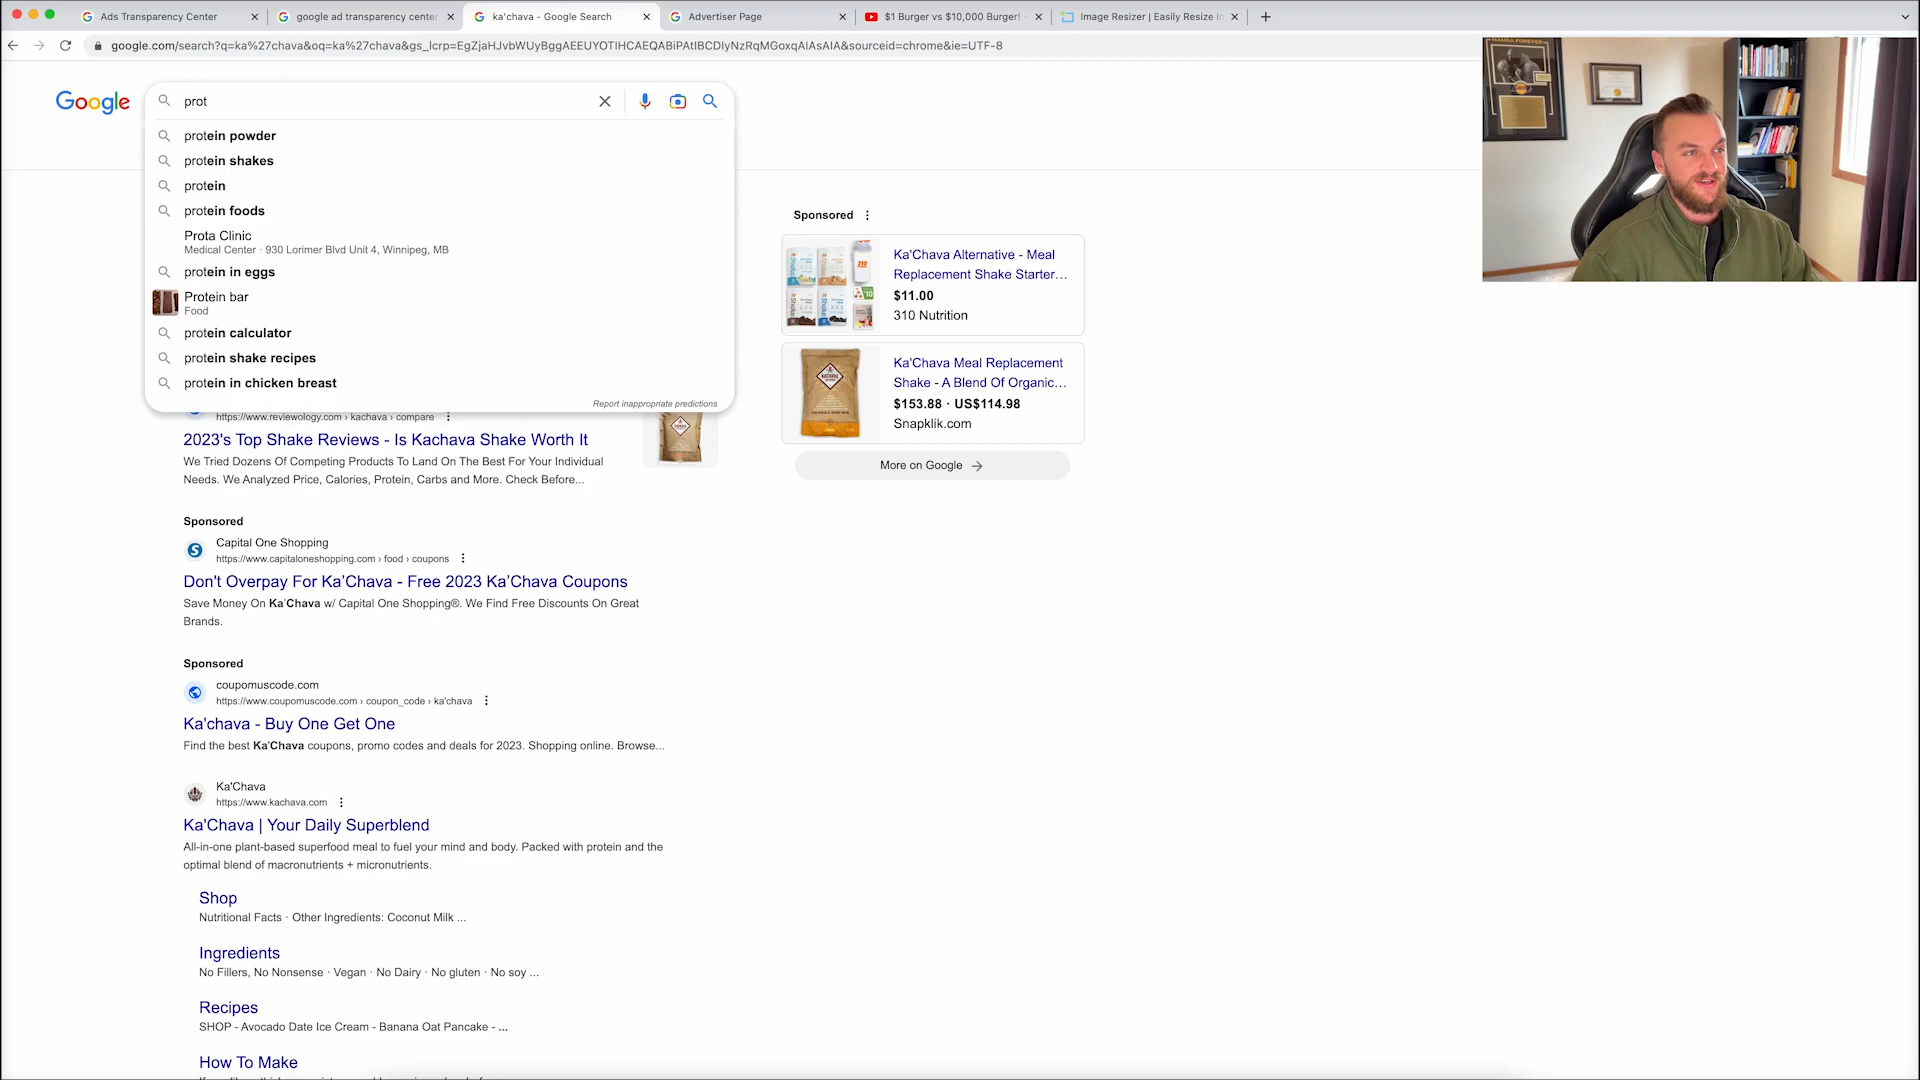 Ads Transparency Center
google ad transparency center
ka'chava - Google Search
Advertiser Page
$1 Burger vs $10,000 Burger!
Image Resizer | Easily Resize
google.com/search?q=ka%27chava&oq=ka%27chava&gs_lcrp=EgZjaHJvbWUyBggAEEUYOTIHCAEQABiPAtIBCDIyNzRqMGoxqAIAsAIA&sourceid=chrome&ie=UTF-8
Google
prot
protein powder
protein shakes
protein
protein foods
Prota Clinic
Medical Center · 930 Lorimer Blvd Unit 4, Winnipeg, MB
protein in eggs
Protein bar
Food
protein calculator
protein shake recipes
protein in chicken breast
Report inappropriate predictions
https://www.reviewology.com › kachava › compare
2023's Top Shake Reviews - Is Kachava Shake Worth It
We Tried Dozens Of Competing Products To Land On The Best For Your Individual
Needs. We Analyzed Price, Calories, Protein, Carbs and More. Check Before...
Sponsored
Capital One Shopping
https://www.capitaloneshopping.com › food › coupons
Don't Overpay For Ka'Chava - Free 2023 Ka'Chava Coupons
Save Money On Ka'Chava w/ Capital One Shopping®. We Find Free Discounts On Great
Brands.
Sponsored
coupomuscode.com
https://www.coupomuscode.com › coupon_code › ka'chava
Ka'chava - Buy One Get One
Find the best Ka'Chava coupons, promo codes and deals for 2023. Shopping online. Browse...
Ka'Chava
https://www.kachava.com
Ka'Chava | Your Daily Superblend
All-in-one plant-based superfood meal to fuel your mind and body. Packed with protein and the
optimal blend of macronutrients + micronutrients.
Shop
Nutritional Facts · Other Ingredients: Coconut Milk ...
Ingredients
No Fillers, No Nonsense · Vegan · No Dairy · No gluten · No soy ...
Recipes
SHOP - Avocado Date Ice Cream - Banana Oat Pancake - ...
How To Make
Sponsored
Ka'Chava Alternative - Meal
Replacement Shake Starter...
$11.00
310 Nutrition
Ka'Chava Meal Replacement
Shake - A Blend Of Organic...
$153.88 · US$114.98
Snapklik.com
More on Google
MAMBA FOREVER